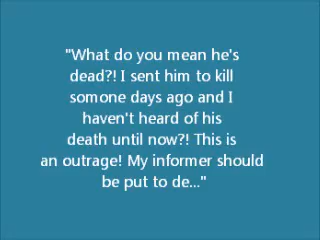 "What do you mean he's
dead?! I sent him to kill
somone days ago and I
haven't heard of his
death until now?! This is
an outrage! My informer should
be put to de..."